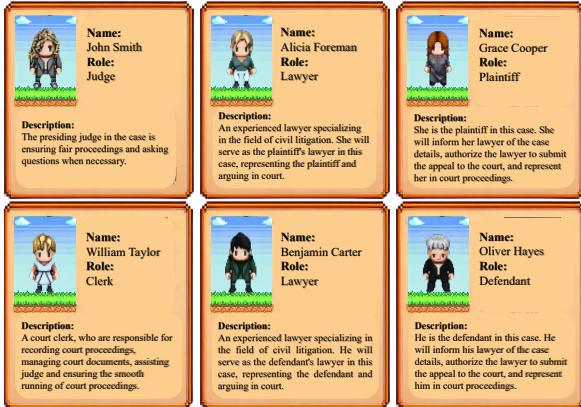 Name:
John Smith
Role:
Judge
Description:
The presiding judge in the case is
ensuring fair proceedings and asking
questions when necessary.
Name:
Alicia Foreman
Role:
Lawyer
Description:
An experienced lawyer specializing
in the field of civil litigation. She will
serve as the plaintiff's lawyer in this
case, representing the plaintiff and
arguing in court.
Name:
Grace Cooper
Role:
Plaintiff
Description:
She is the plaintiff in this case. She
will inform her lawyer of the case
details, authorize the lawyer to submit
the appeal to the court, and represent
her in court proceedings.
Name:
William Taylor
Role:
Clerk
Description:
A court clerk, who are responsible for
recording court proceedings,
managing court documents, assisting
judge and ensuring the smooth
running of court proceedings.
Name:
Benjamin Carter
Role:
Lawyer
Description:
An experienced lawyer specializing in
the field of civil litigation. He will
serve as the defendant's lawyer in this
case, representing the defendant and
arguing in court.
Name:
Oliver Hayes
Role:
Defendant
Description:
He is the defendant in this case. He
will inform his lawyer of the case
details, authorize the lawyer to submit
the appeal to the court, and represent
him in court proceedings.